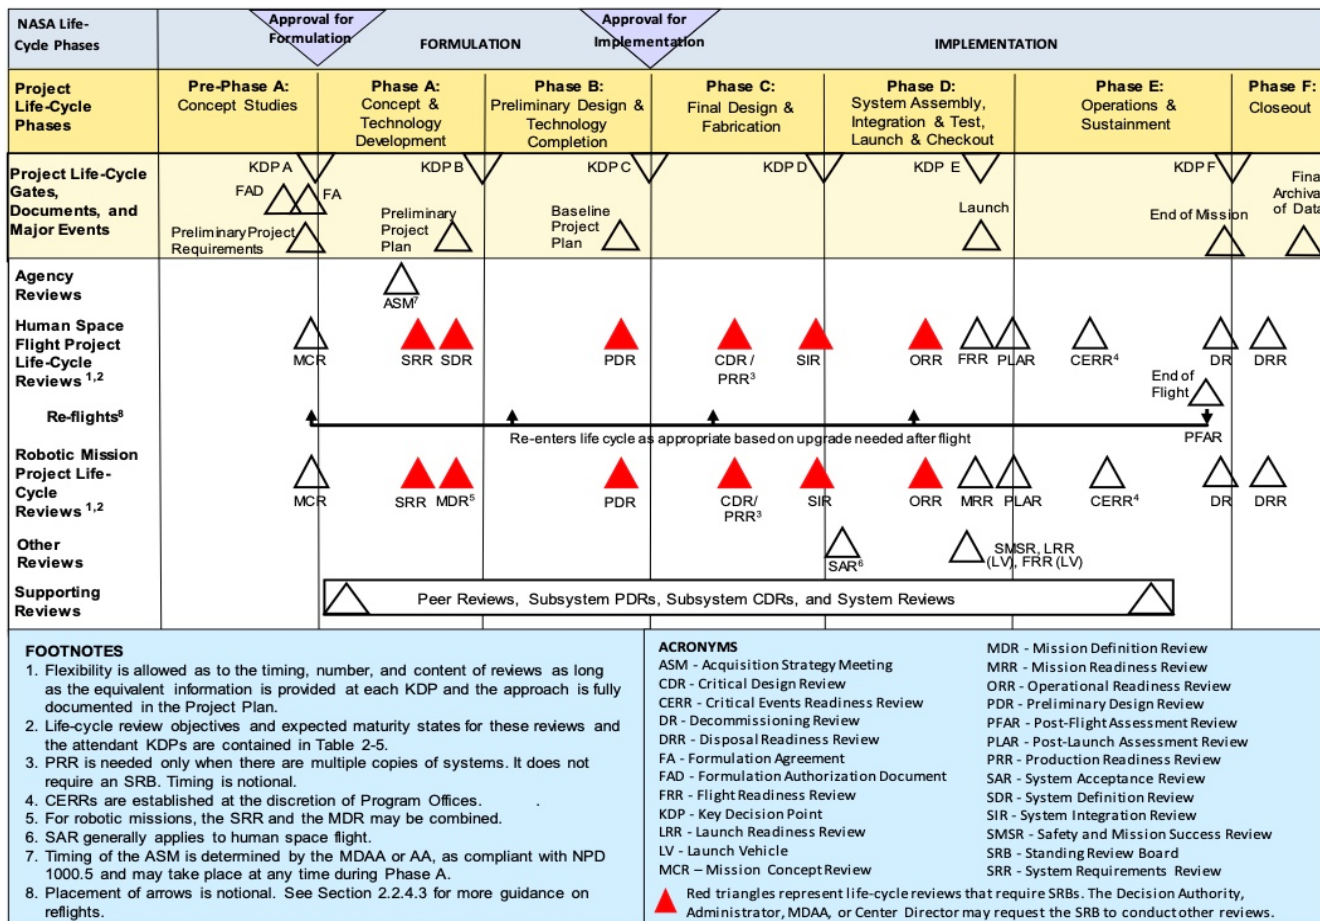 NASA Life-
Cycle Phases
Approval for
Formulation
FORMULATION
Approval for
Implementation
IMPLEMENTATION
Project
Life-Cycle
Phases
Pre-Phase A:
Concept Studies
Phase A:
Concept &
Technology
Development
Phase B:
Preliminary Design &
Technology
Completion
Phase C:
Final Design &
Fabrication
Phase D:
System Assembly,
Integration & Test,
Launch & Checkout
Phase E:
Operations &
Sustainment
Phase F:
Closeout
Project Life-Cycle
Gates,
Documents, and
Major Events
KDP A
KDP B
KDP C
KDP D
KDP E
KDP F
FAD
FA
Preliminary Project
Requirements
Preliminary
Project
Plan
Baseline
Project
Plan
Launch
End of Mission
Fina
Archiva
of Data
Agency
Reviews
ASM7
Human Space
Flight Project
Life-Cycle
Reviews 1,2
MCR
SRR
SDR
PDR
CDR /
PRR3
SIR
ORR
FRR
PLAR
CERR4
DR
DRR
End of
Flight
Re-flights8
Re-enters life cycle as appropriate based on upgrade needed after flight
PFAR
Robotic Mission
Project Life-
Cycle
Reviews 1,2
MCR
SRR
MDR5
PDR
CDR/
PRR3
SIR
ORR
MRR
PLAR
CERR4
DR
DRR
Other
Reviews
SAR6
SMSR, LRR
(LV), FRR (LV)
Supporting
Reviews
Peer Reviews, Subsystem PDRs, Subsystem CDRs, and System Reviews
FOOTNOTES
1. Flexibility is allowed as to the timing, number, and content of reviews as long
as the equivalent information is provided at each KDP and the approach is fully
documented in the Project Plan.
2. Life-cycle review objectives and expected maturity states for these reviews and
the attendant KDPs are contained in Table 2-5.
3. PRR is needed only when there are multiple copies of systems. It does not
require an SRB. Timing is notional.
4. CERRs are established at the discretion of Program Offices. .
5. For robotic missions, the SRR and the MDR may be combined.
6. SAR generally applies to human space flight.
7. Timing of the ASM is determined by the MDAA or AA, as compliant with NPD
1000.5 and may take place at any time during Phase A.
8. Placement of arrows is notional. See Section 2.2.4.3 for more guidance on
reflights.
ACRONYMS
ASM - Acquisition Strategy Meeting
CDR - Critical Design Review
CERR - Critical Events Readiness Review
DR - Decommissioning Review
DRR - Disposal Readiness Review
FA - Formulation Agreement
FAD - Formulation Authorization Document
FRR - Flight Readiness Review
KDP - Key Decision Point
LRR - Launch Readiness Review
LV - Launch Vehicle
MCR – Mission Concept Review
MDR - Mission Definition Review
MRR - Mission Readiness Review
ORR - Operational Readiness Review
PDR - Preliminary Design Review
PFAR - Post-Flight Assessment Review
PLAR - Post-Launch Assessment Review
PRR - Production Readiness Review
SAR - System Acceptance Review
SDR - System Definition Review
SIR - System Integration Review
SMSR - Safety and Mission Success Review
SRB - Standing Review Board
SRR - System Requirements Review
Red triangles represent life-cycle reviews that require SRBs. The Decision Authority,
Administrator, MDAA, or Center Director may request the SRB to conduct other reviews.